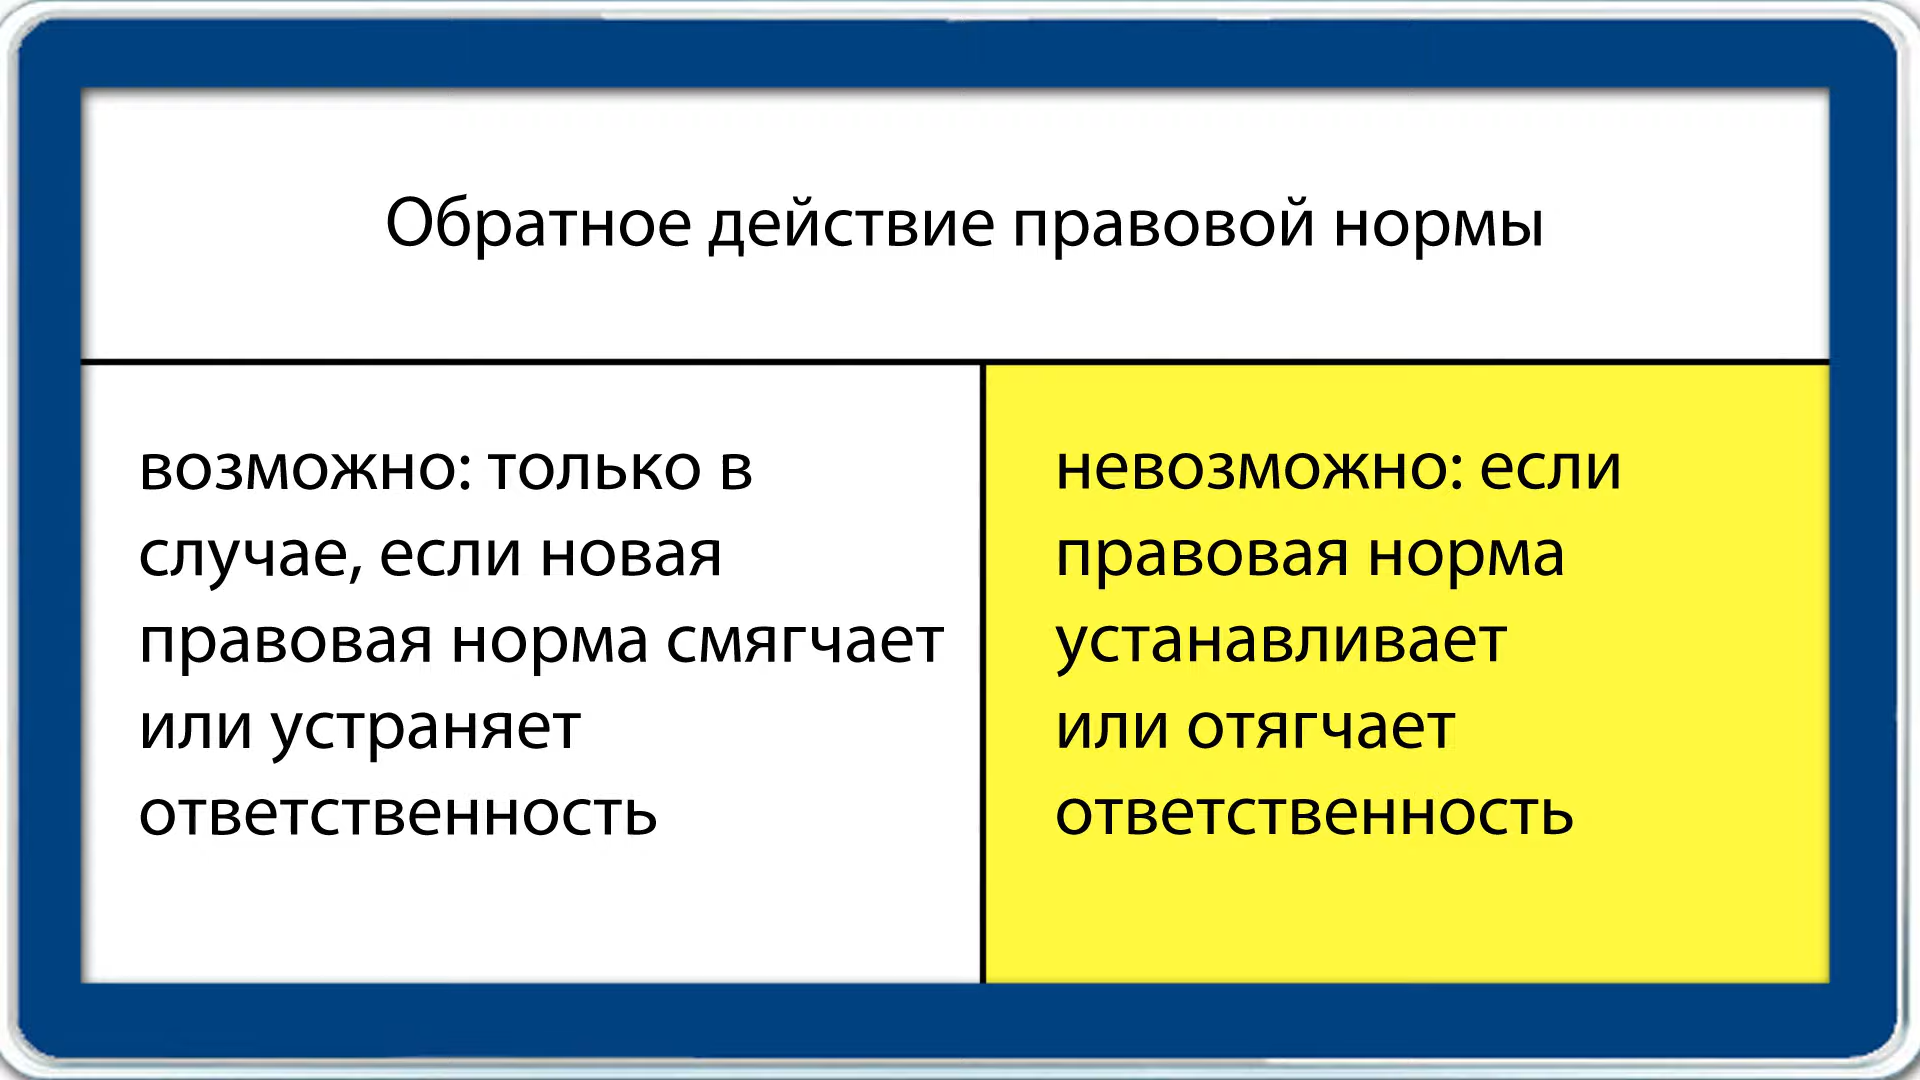 Обратное действие правовой нормы
возможно: только в
случае, если новая
правовая норма смягчает
или устраняет
ответственность
невозможно: если
правовая норма
устанавливает
или отягчает
ответственность